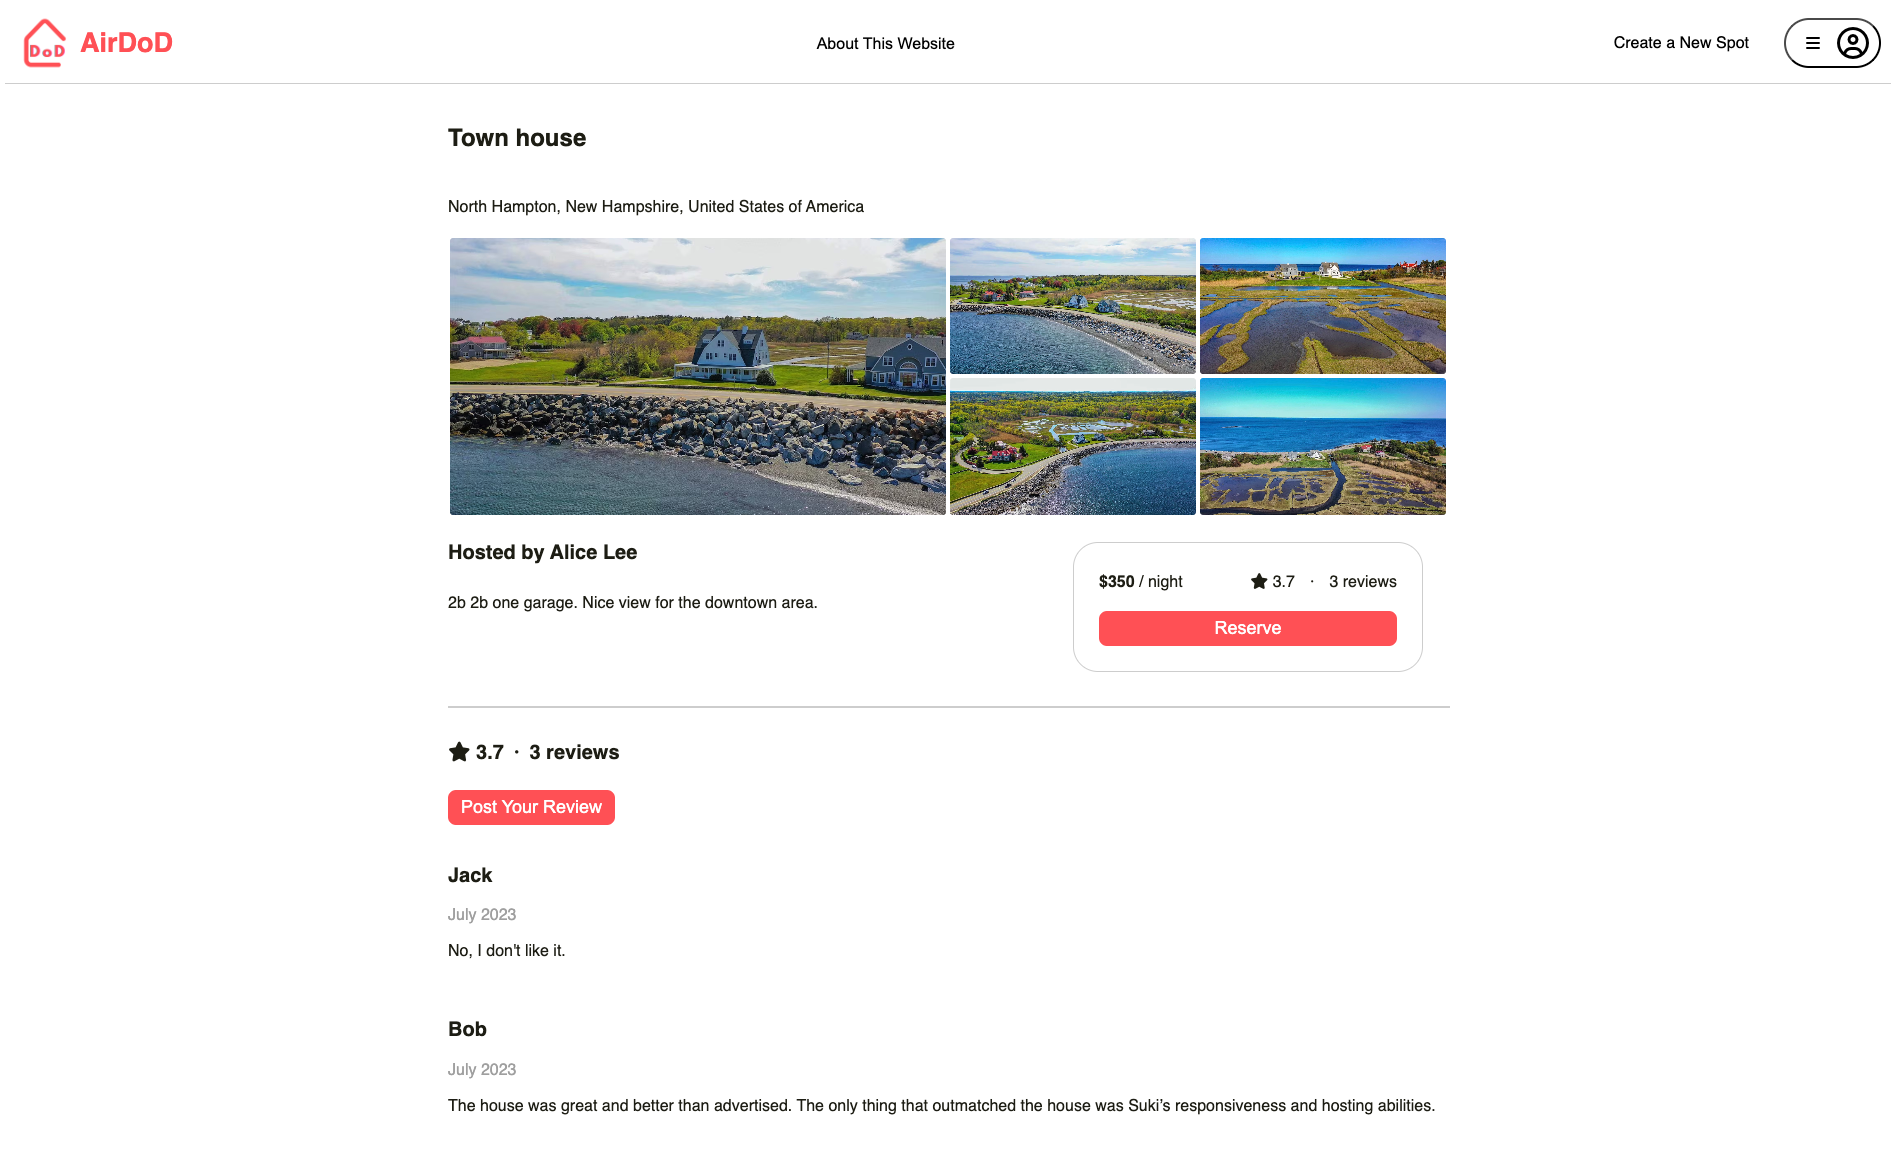 DoD
AirDoD
About This Website
Create a New Spot
Town house
North Hampton, New Hampshire, United States of America
Hosted by Alice Lee
2b 2b one garage. Nice view for the downtown area.
$350 / night
3.7 · 3 reviews
Reserve
3.7 · 3 reviews
Post Your Review
Jack
July 2023
No, I don't like it.
Bob
July 2023
The house was great and better than advertised. The only thing that outmatched the house was Suki’s responsiveness and hosting abilities.